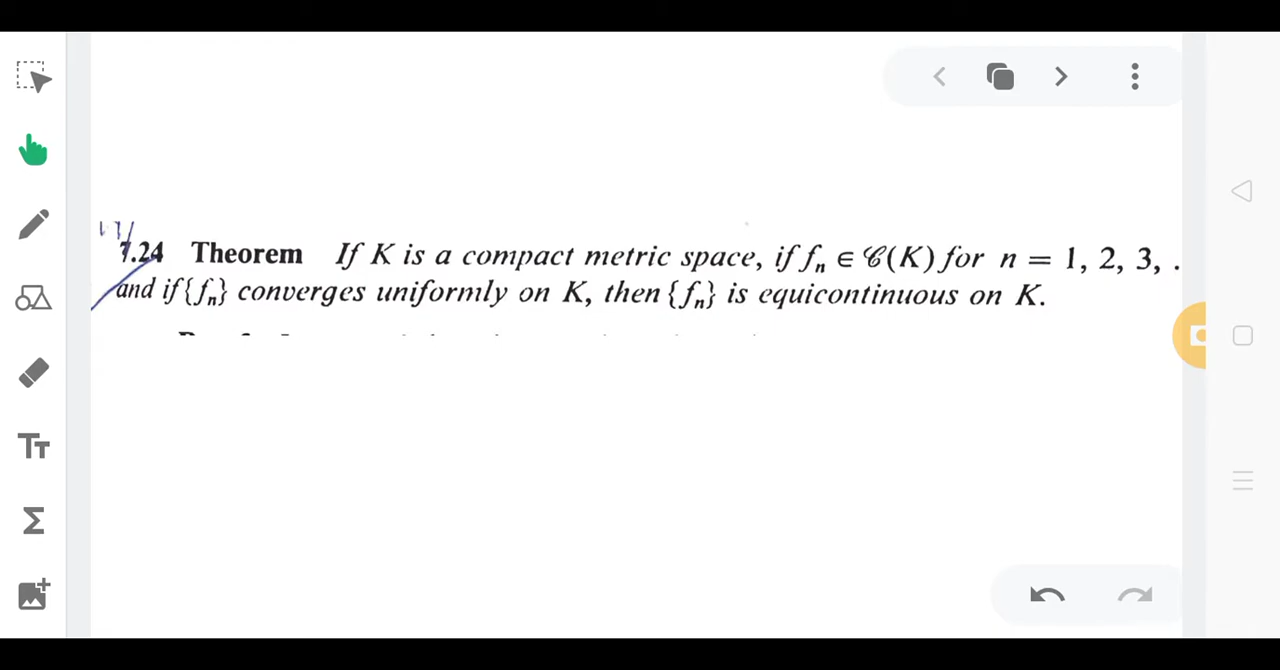 7.24 Theorem If K is a compact metric space, if fₙ ∈ 𝒞(K) for n = 1, 2, 3, .
and if {fₙ} converges uniformly on K, then {fₙ} is equicontinuous on K.
Tт
Σ